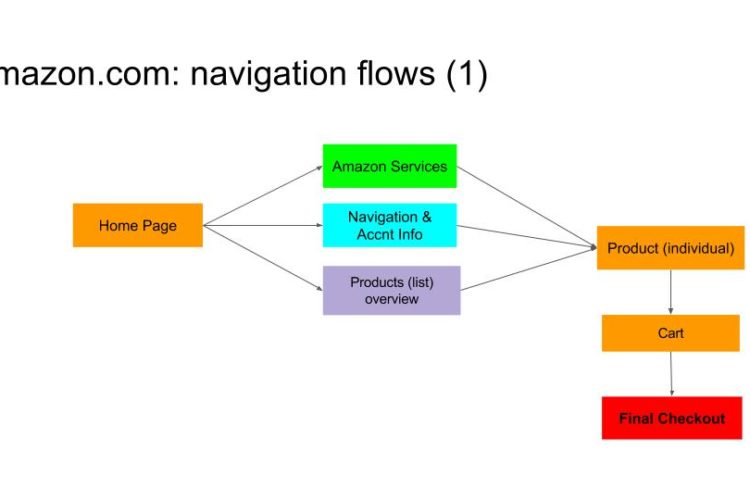 mazon.com: navigation flows (1)
Amazon Services
Home Page
Navigation &
Accnt Info
Product (individual)
Products (list)
overview
Cart
Final Checkout